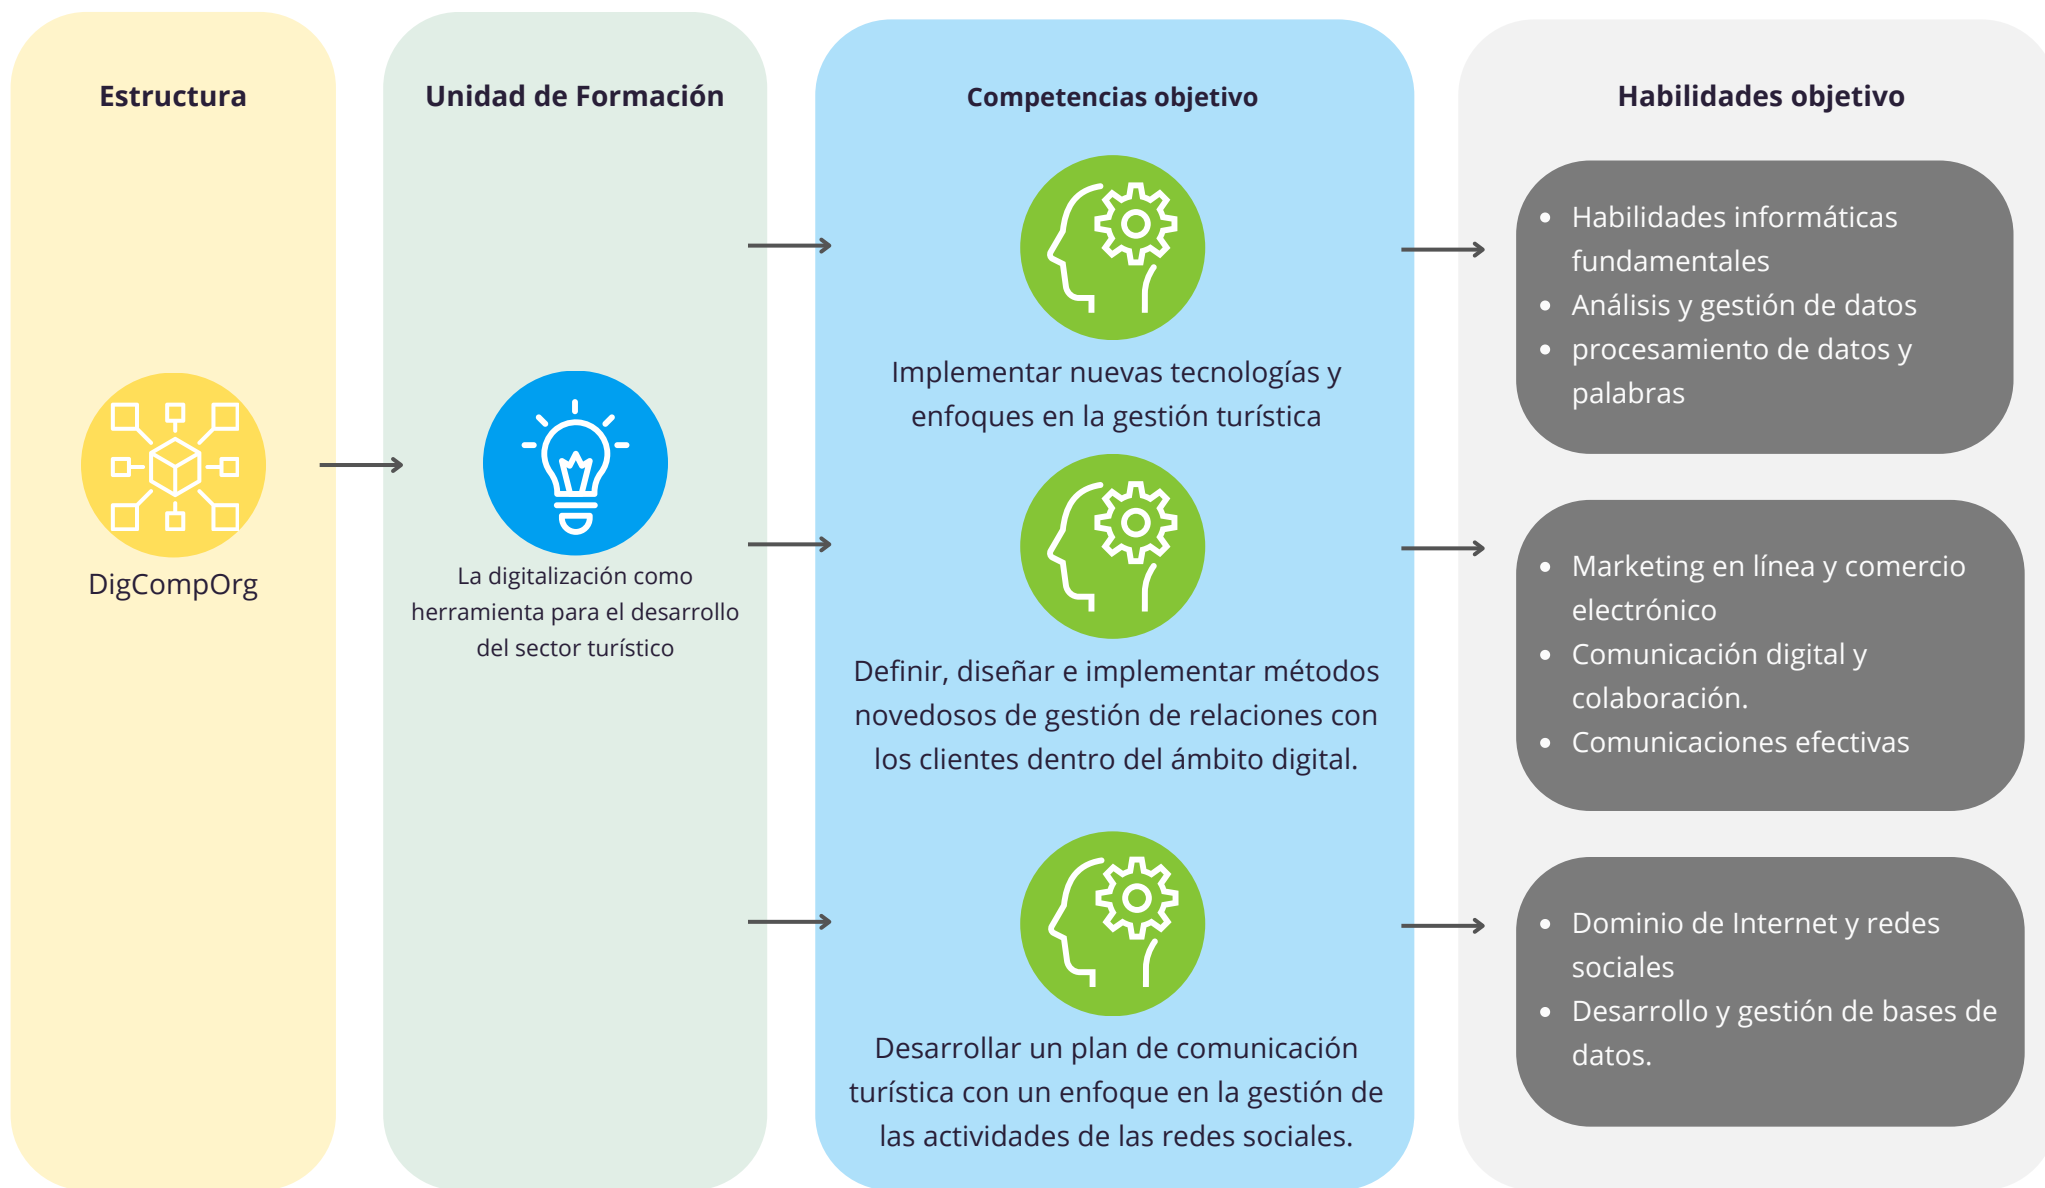 Estructura
DigCompOrg
Unidad de Formación
La digitalización como
herramienta para el desarrollo
del sector turístico
Competencias objetivo
Implementar nuevas tecnologías y
enfoques en la gestión turística
Definir, diseñar e implementar métodos
novedosos de gestión de relaciones con
los clientes dentro del ámbito digital.
Desarrollar un plan de comunicación
turística con un enfoque en la gestión de
las actividades de las redes sociales.
Habilidades objetivo
• Habilidades informáticas
fundamentales
• Análisis y gestión de datos
• procesamiento de datos y
palabras
• Marketing en línea y comercio
electrónico
• Comunicación digital y
colaboración.
• Comunicaciones efectivas
• Dominio de Internet y redes
sociales
• Desarrollo y gestión de bases de
datos.